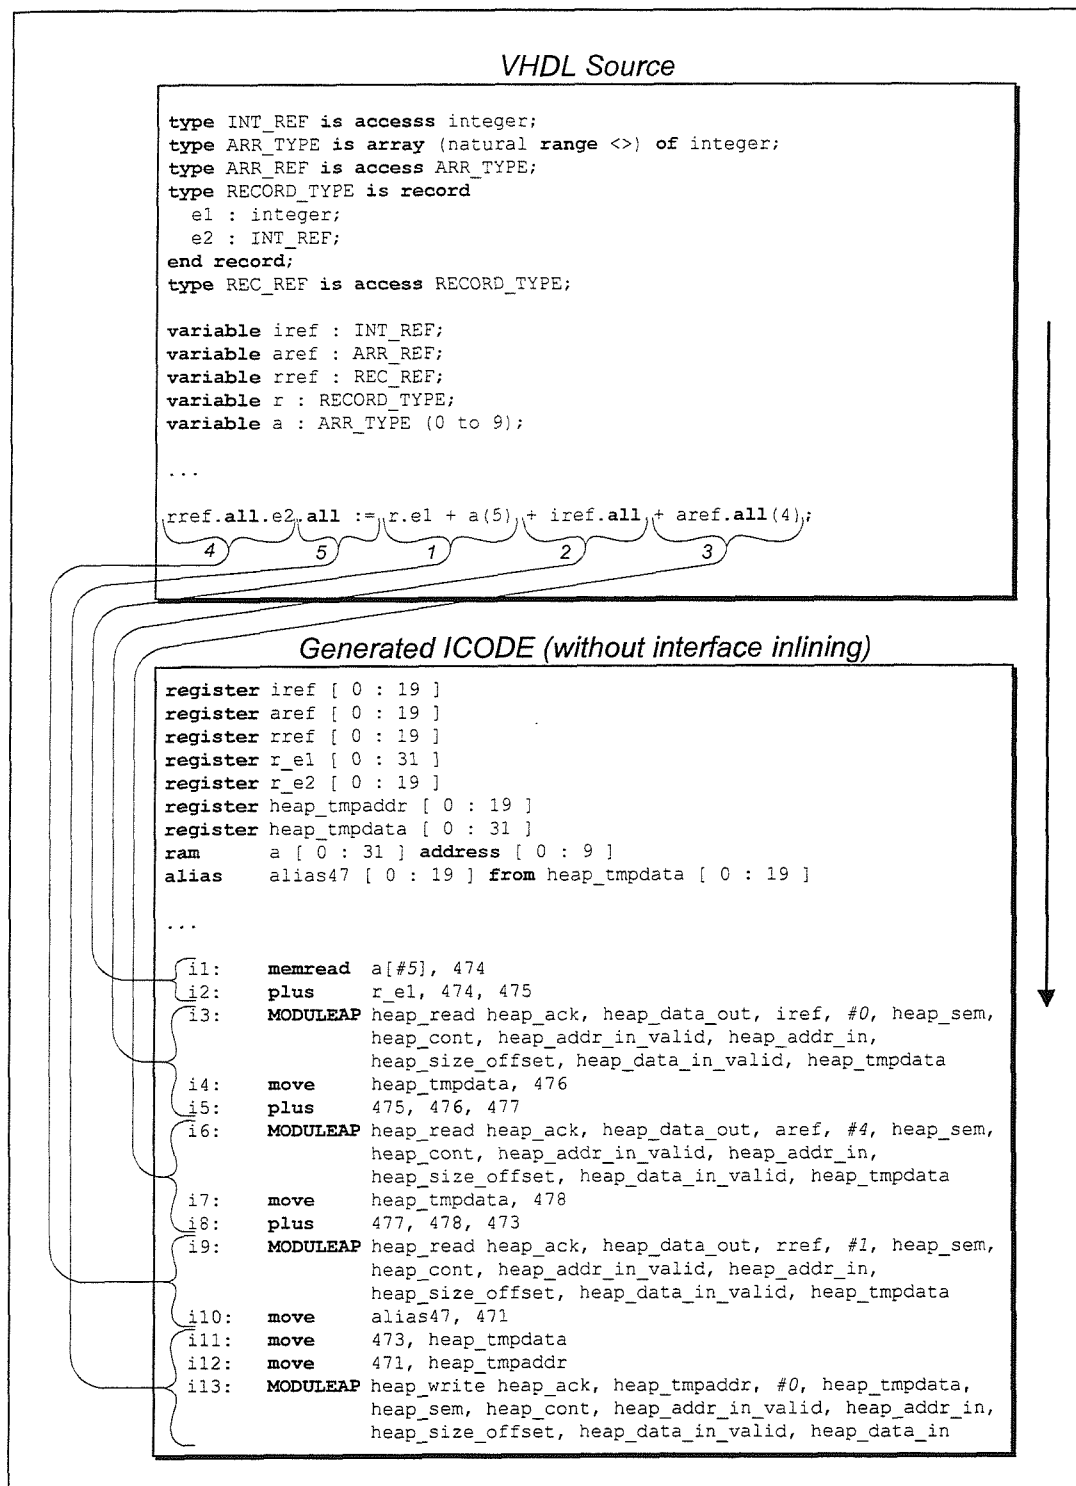 VHDL Source
type INT_REF is accesss integer;
type ARR_TYPE is array (natural range <>) of integer;
type ARR_REF is access ARR_TYPE;
type RECORD_TYPE is record
e1 : integer;
e2 : INT_REF;
end record;
type REC_REF is access RECORD_TYPE;
variable iref : INT_REF;
variable aref : ARR_REF;
variable rref : REC_REF;
variable r : RECORD_TYPE;
variable a : ARR_TYPE (0 to 9);
...
rref.all.e2.all := r.e1 + a(5) + iref.all + aref.all(4);
4 5 1 2 3
Generated ICODE (without interface inlining)
register iref [ 0 : 19 ]
register aref [ 0 : 19 ]
register rref [ 0 : 19 ]
register r_e1 [ 0 : 31 ]
register r_e2 [ 0 : 19 ]
register heap_tmpaddr [ 0 : 19 ]
register heap_tmpdata [ 0 : 31 ]
ram a [ 0 : 31 ] address [ 0 : 9 ]
alias alias47 [ 0 : 19 ] from heap_tmpdata [ 0 : 19 ]
...
i1: memread a[#5], 474
i2: plus r_e1, 474, 475
i3: MODULEAP heap_read heap_ack, heap_data_out, iref, #0, heap_sem,
heap_cont, heap_addr_in_valid, heap_addr_in,
heap_size_offset, heap_data_in_valid, heap_tmpdata
i4: move heap_tmpdata, 476
i5: plus 475, 476, 477
i6: MODULEAP heap_read heap_ack, heap_data_out, aref, #4, heap_sem,
heap_cont, heap_addr_in_valid, heap_addr_in,
heap_size_offset, heap_data_in_valid, heap_tmpdata
i7: move heap_tmpdata, 478
i8: plus 477, 478, 473
i9: MODULEAP heap_read heap_ack, heap_data_out, rref, #1, heap_sem,
heap_cont, heap_addr_in_valid, heap_addr_in,
heap_size_offset, heap_data_in_valid, heap_tmpdata
i10: move alias47, 471
i11: move 473, heap_tmpdata
i12: move 471, heap_tmpaddr
i13: MODULEAP heap_write heap_ack, heap_tmpaddr, #0, heap_tmpdata,
heap_sem, heap_cont, heap_addr_in_valid, heap_addr_in,
heap_size_offset, heap_data_in_valid, heap_data_in